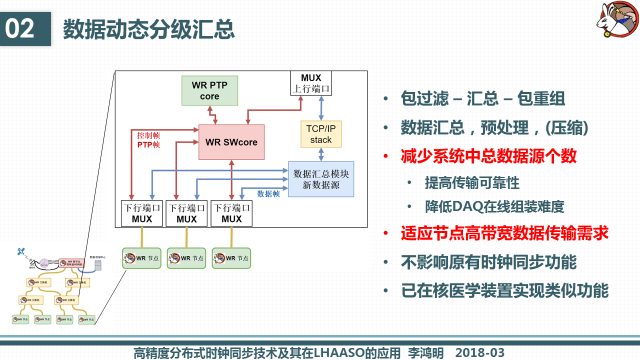 02 数据动态分级汇总
WR PTP
core
MUX
上行端口
控制帧
PTP帧
WR SWcore
TCP/IP
stack
数据汇总模块
新数据源
数据帧
下行端口
MUX
下行端口
MUX
下行端口
MUX
WR 节点
WR 节点
WR 节点
• 包过滤 – 汇总 – 包重组
• 数据汇总，预处理，(压缩)
• 减少系统中总数据源个数
• 提高传输可靠性
• 降低DAQ在线组装难度
• 适应节点高带宽数据传输需求
• 不影响原有时钟同步功能
• 已在核医学装置实现类似功能
高精度分布式时钟同步技术及其在LHAASO的应用 李鸿明 2018-03